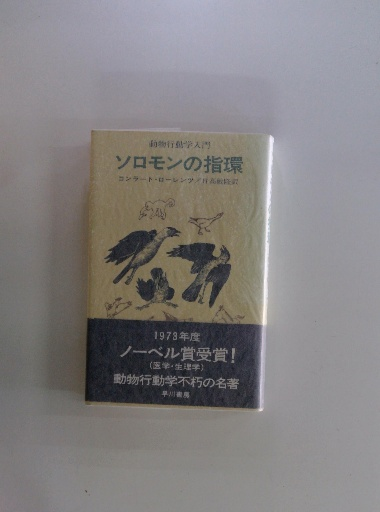 動物行動学入門
ソロモンの指環
コンラート・ローレンツ/日高敏隆訳
1973年度
ノーベル賞受賞!
(医学・生理学)
動物行動学不朽の名著
早川書房